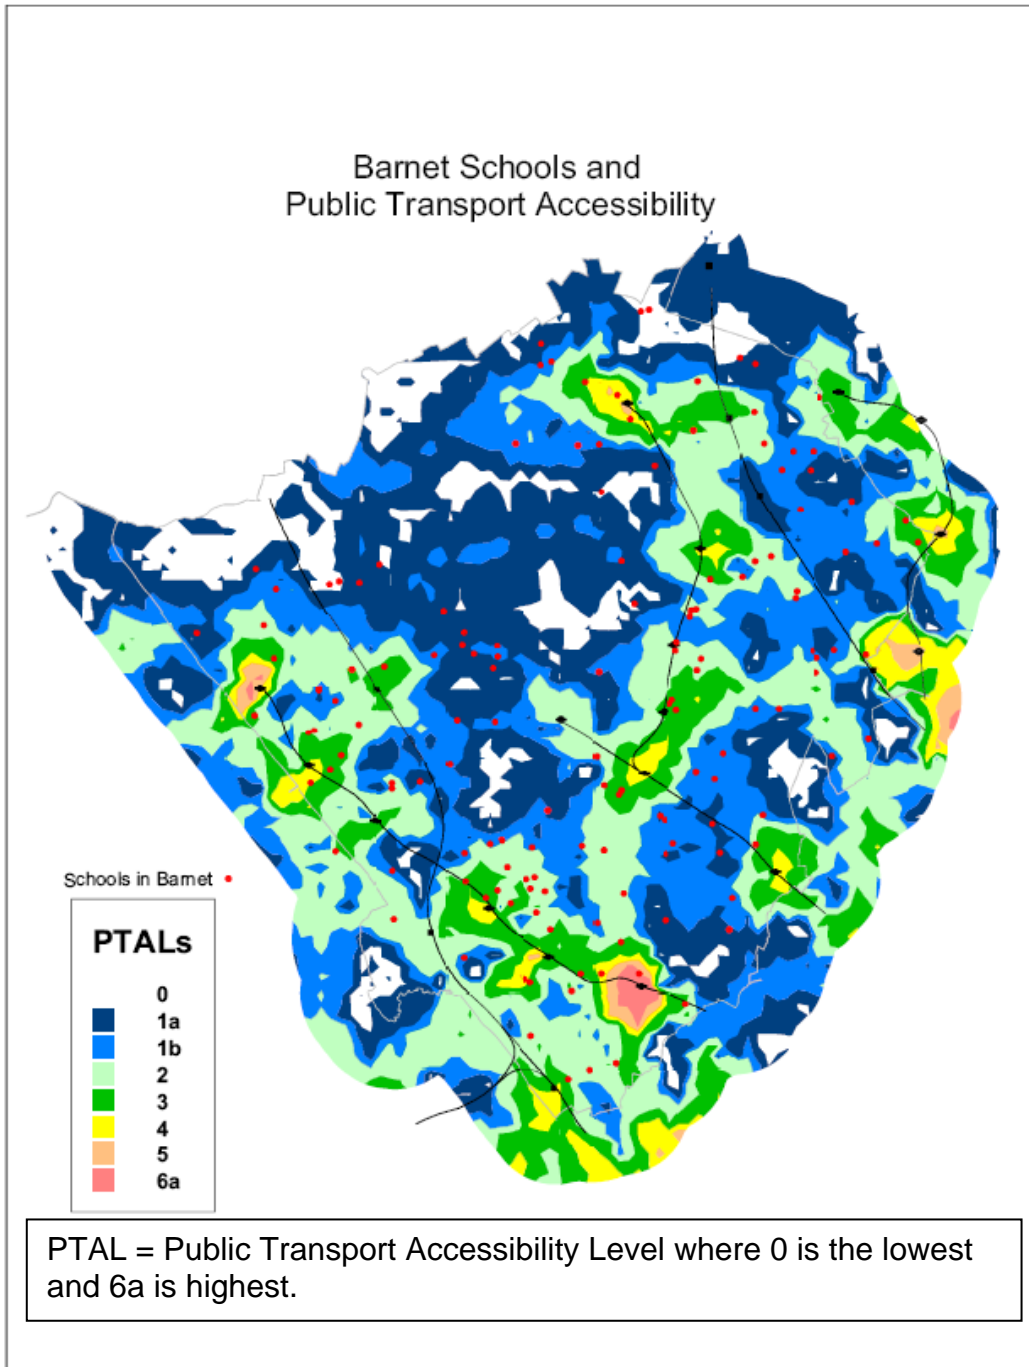 Barnet Schools and
Public Transport Accessibility
Schools in Barnet
PTALs
0
1a
1b
2
3
4
5
6a
PTAL = Public Transport Accessibility Level where 0 is the lowest
and 6a is highest.